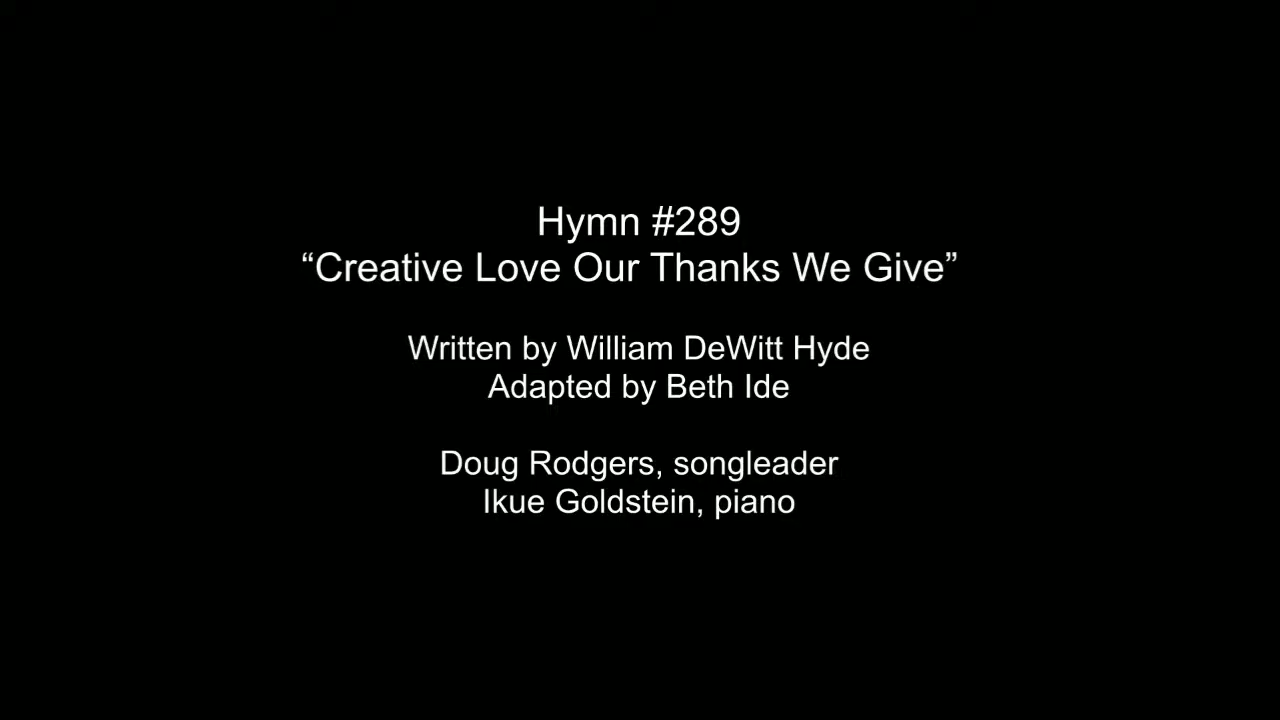 Hymn #289
“Creative Love Our Thanks We Give”
Written by William DeWitt Hyde
Adapted by Beth Ide
Doug Rodgers, songleader
Ikue Goldstein, piano